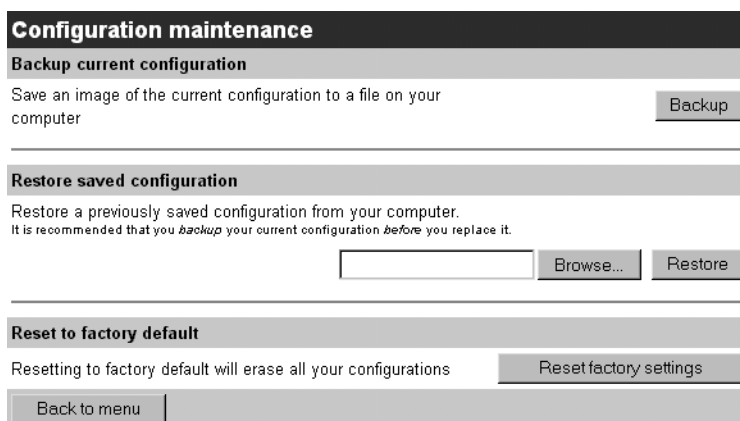 Configuration maintenance
Backup current configuration
Save an image of the current configuration to a file on your
computer
Backup
Restore saved configuration
Restore a previously saved configuration from your computer.
It is recommended that you backup your current configuration before you replace it.
Browse...
Restore
Reset to factory default
Resetting to factory default will erase all your configurations
Reset factory settings
Back to menu